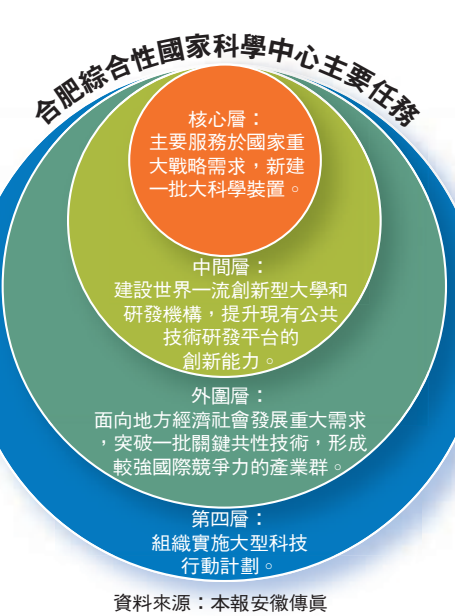 合肥綜合性國家科學中心主要任務
核心層：
主要服務於國家重
大戰略需求，新建
一批大科學裝置。
中間層：
建設世界一流創新型大學和
研發機構，提升現有公共
技術研發平台的
創新能力。
外圍層：
面向地方經濟社會發展重大需求
，突破一批關鍵共性技術，形成
較強國際競爭力的產業群。
第四層：
組織實施大型科技
行動計劃。
資料來源：本報安徽傳真